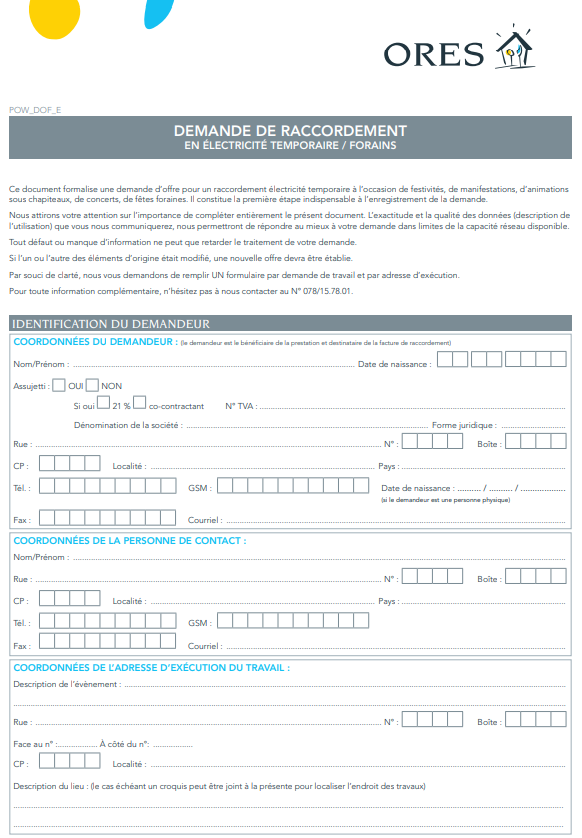 ORES
POW_DOF_E
DEMANDE DE RACCORDEMENT
EN ÉLECTRICITÉ TEMPORAIRE / FORAINS
Ce document formalise une demande d'offre pour un raccordement électricité temporaire à l'occasion de festivités, de manifestations, d'animations
sous chapiteaux, de concerts, de fêtes foraines. Il constitue la première étape indispensable à l'enregistrement de la demande.
Nous attirons votre attention sur l'importance de compléter entièrement le présent document. L'exactitude et la qualité des données (description de
l'utilisation) que vous nous communiquerez, nous permettront de répondre au mieux à votre demande dans limites de la capacité réseau disponible.
Tout défaut ou manque d'information ne peut que retarder le traitement de votre demande.
Si l'un ou l'autre des éléments d'origine était modifié, une nouvelle offre devra être établie.
Par souci de clarté, nous vous demandons de remplir UN formulaire par demande de travail et par adresse d'exécution.
Pour toute information complémentaire, n'hésitez pas à nous contacter au N° 078/15.78.01.
IDENTIFICATION DU DEMANDEUR
COORDONNÉES DU DEMANDEUR : (le demandeur est le bénéficiaire de la prestation et destinataire de la facture de raccordement)
Nom/Prénom : Date de naissance :
Assujetti : OUI NON
Si oui 21 % co-contractant N° TVA :
Dénomination de la société : Forme juridique :
Rue : N° : Boîte :
CP : Localité : Pays :
Tél. : GSM : Date de naissance : / /
(si le demandeur est une personne physique)
Fax : Courriel :
COORDONNÉES DE LA PERSONNE DE CONTACT :
Nom/Prénom :
Rue : N° : Boîte :
CP : Localité : Pays :
Tél. : GSM :
Fax : Courriel :
COORDONNÉES DE L'ADRESSE D'EXÉCUTION DU TRAVAIL :
Description de l'évènement :
Rue : N° : Boîte :
Face au n° : À côté du n°:
CP : Localité :
Description du lieu : (le cas échéant un croquis peut être joint à la présente pour localiser l'endroit des travaux)